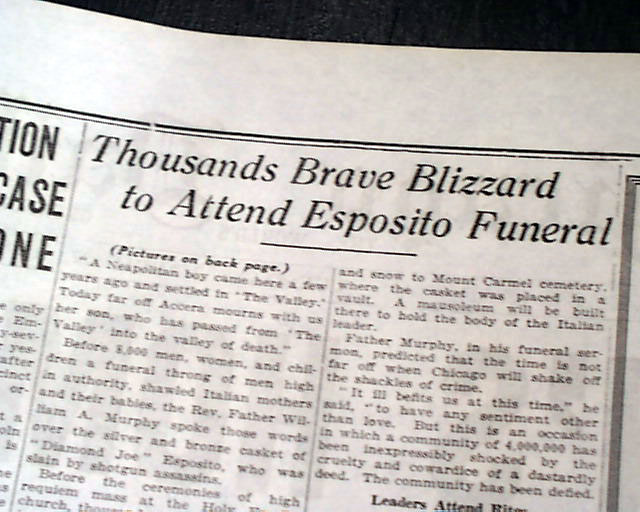 TION
CASE
ONE
Thousands Brave Blizzard
to Attend Esposito Funeral
(Pictures on back page.)
"A Neapolitan boy came here a few
years ago and settled in 'The Valley.'
Today far off Accera mourns with us
her son, who has passed from 'The
Valley' into the valley of death."
Before 8,000 men, women, and chil-
dren a funeral throng of men high
in authority, shawled Italian mothers
and their babies, the Rev. Father Wil-
liam A. Murphy spoke those words
over the silver and bronze casket of
"Diamond Joe" Esposito, who was
slain by shotgun assassins.
Before the ceremonies of high
requiem mass at the Holy
church,
and snow to Mount Carmel cemetery,
where the casket was placed in a
vault. A mausoleum will be built
there to hold the body of the Italian
leader.
Father Murphy, in his funeral ser-
mon, predicted that the time is not
far off when Chicago will shake off
the shackles of crime.
"It ill befits us at this time," he
said, "to have any sentiment other
than love. But this is an occasion
in which a community of 4,000,000 has
been inexpressibly shocked by the
cruelty and cowardice of a dastardly
deed. The community has been defied.
Leaders Attend Rites